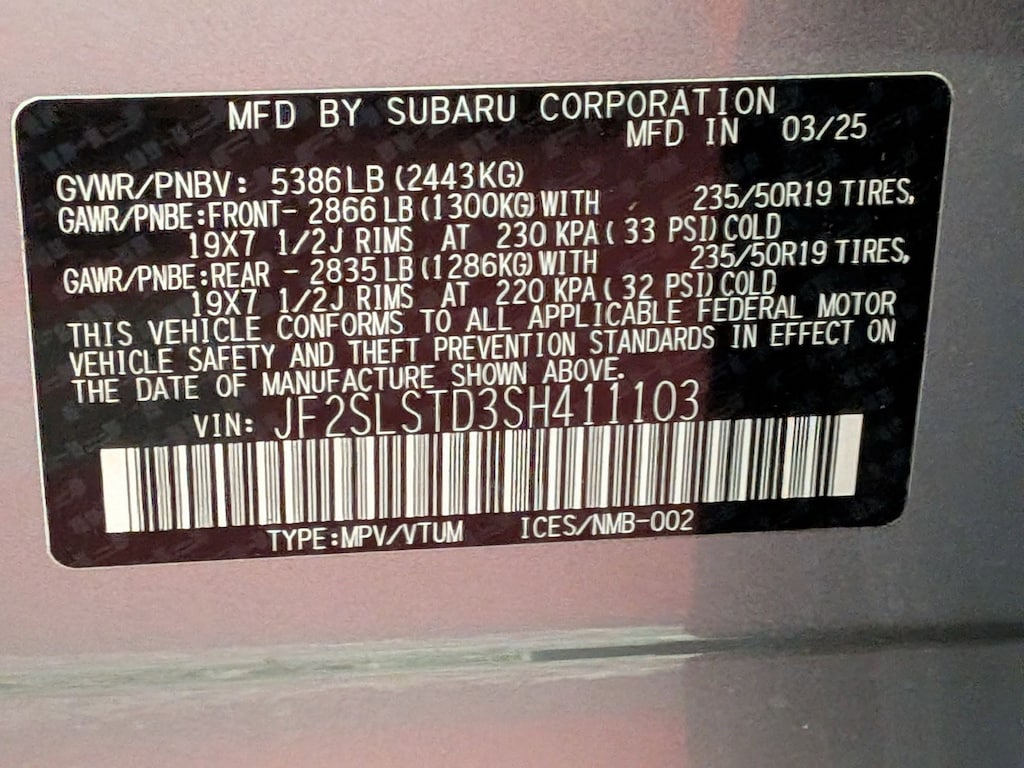 MFD BY SUBARU CORPORATION
MFD IN 03/25
GVWR/PNBV: 5386LB (2443KG)
GAWR/PNBE:FRONT- 2866 LB (1300KG) WITH 235/50R19 TIRES,
19X7 1/2J RIMS AT 230 KPA ( 33 PSI) COLD
GAWR/PNBE:REAR - 2835 LB (1286KG) WITH 235/50R19 TIRES,
19X7 1/2J RIMS AT 220 KPA ( 32 PSI) COLD
THIS VEHICLE CONFORMS TO ALL APPLICABLE FEDERAL MOTOR
VEHICLE SAFETY AND THEFT PREVENTION STANDARDS IN EFFECT ON
THE DATE OF MANUFACTURE SHOWN ABOVE.
VIN: JF2SLSTD3SH411103
TYPE:MPV/VTUM ICES/NMB-002